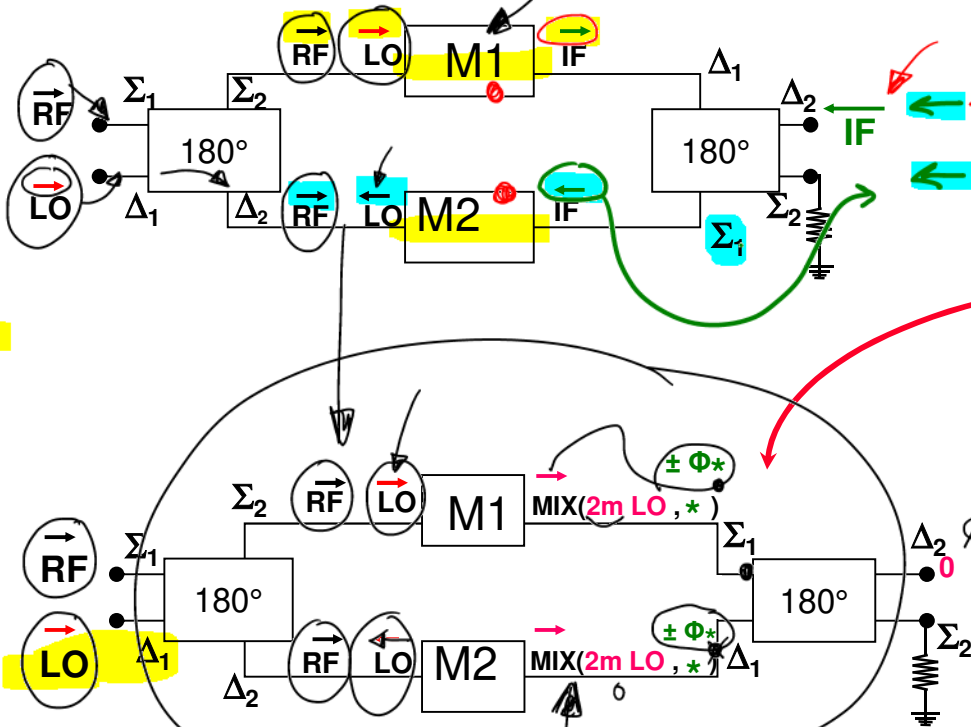 RF LO M1 IF
Δ₁
RF Σ₁ Σ₂ Δ₂
180° 180° IF
LO Δ₁ Δ₂ RF LO M2 IF Σ₂
Σ₁
± Φ*
Σ₂ RF LO M1 MIX(2m LO , * )
Σ₁ Δ₂
RF Σ₁ 0
180° 180°
LO Δ₁ ± Φ* Σ₂
RF LO M2 MIX(2m LO , * ) Δ₁
Δ₂